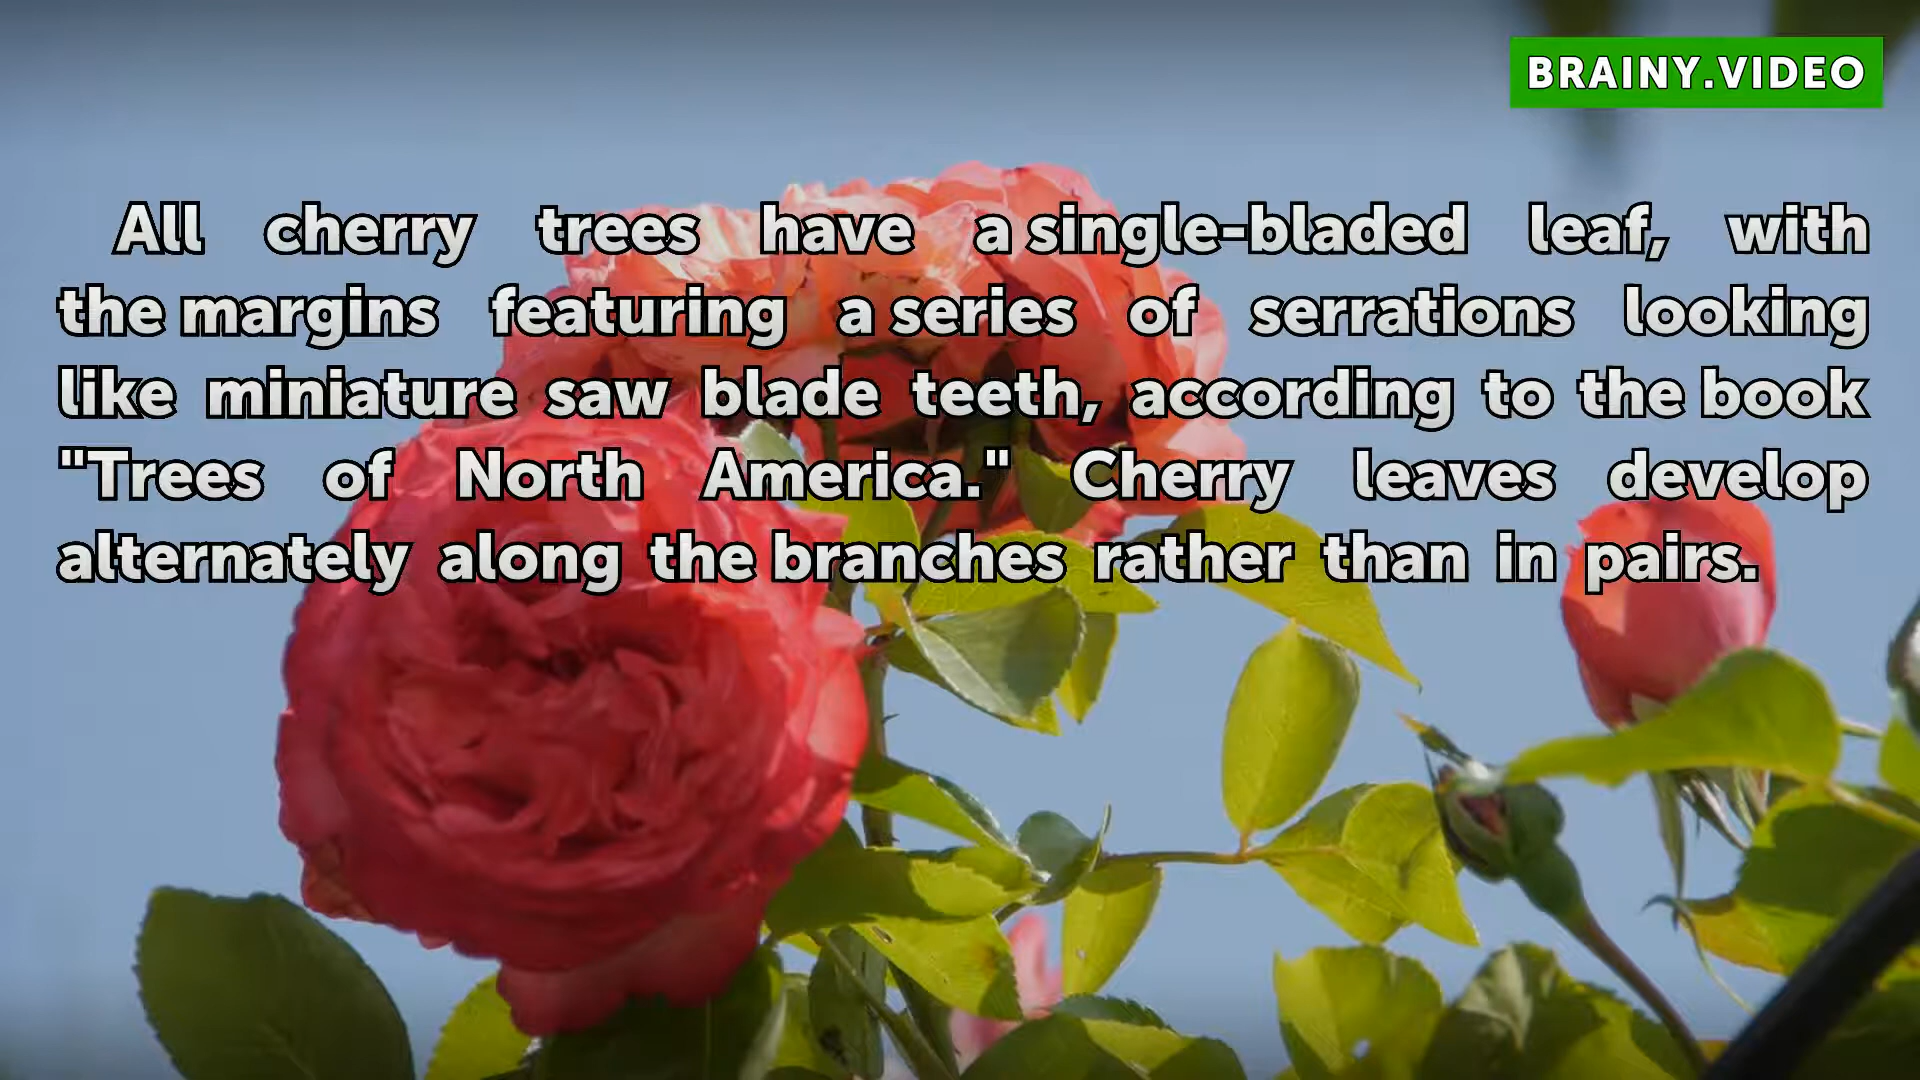 BRAINY.VIDEO
All cherry trees have a single-bladed leaf, with
the margins featuring a series of serrations looking
like miniature saw blade teeth, according to the book
"Trees of North America." Cherry leaves develop
alternately along the branches rather than in pairs.